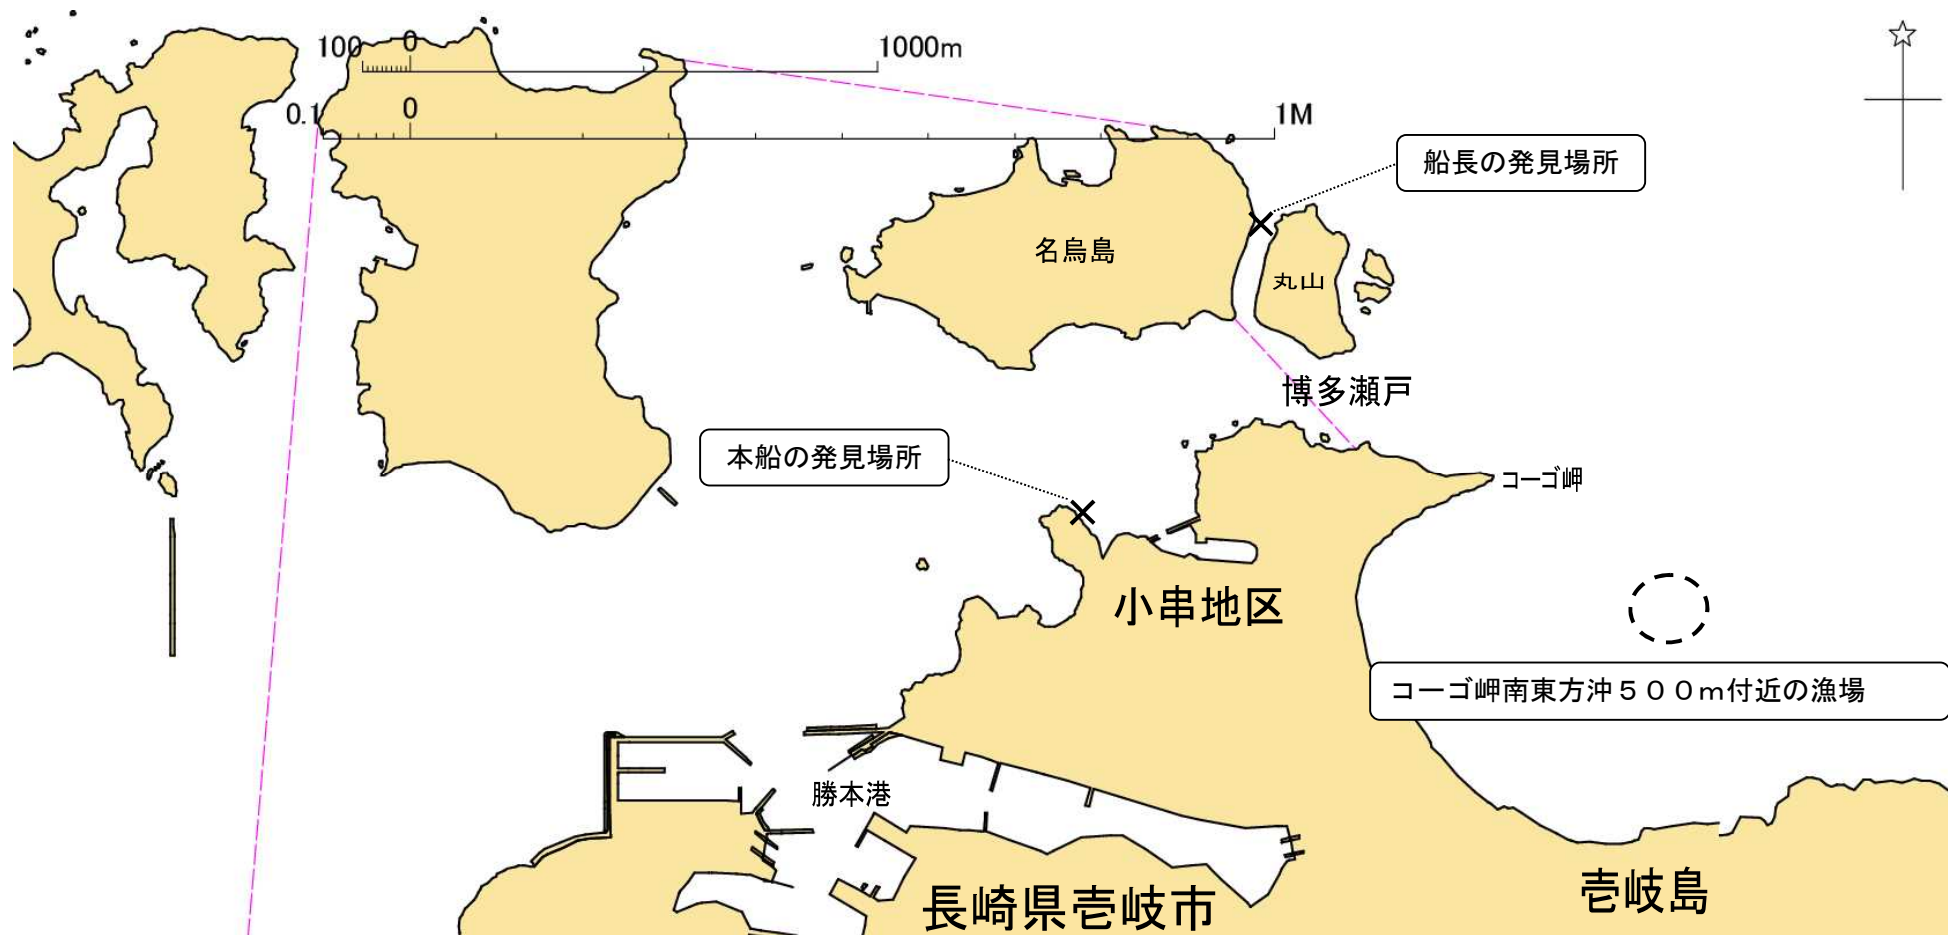 100 0 1000m
0.1 0 1M
船長の発見場所
名烏島
丸山
博多瀬戸
本船の発見場所
コーゴ岬
小串地区
コーゴ岬南東方沖５００ｍ付近の漁場
勝本港
長崎県壱岐市
壱岐島